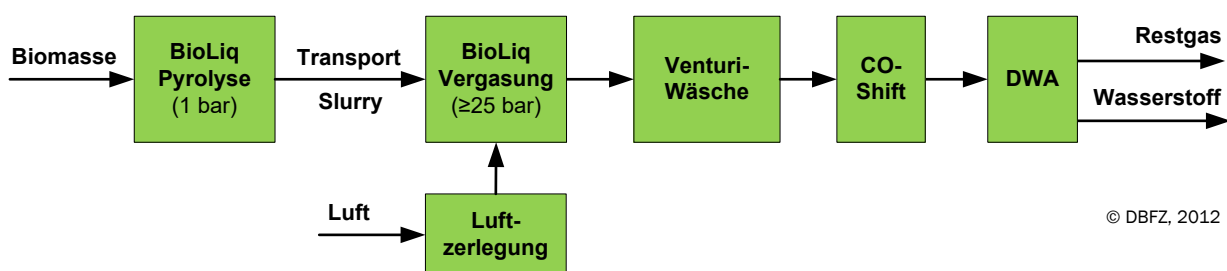 Biomasse
BioLiq
Pyrolyse
(1 bar)
Transport
Slurry
BioLiq
Vergasung
(≥25 bar)
Venturi-
Wäsche
CO-
Shift
DWA
Restgas
Wasserstoff
Luft
Luft-
zerlegung
© DBFZ, 2012